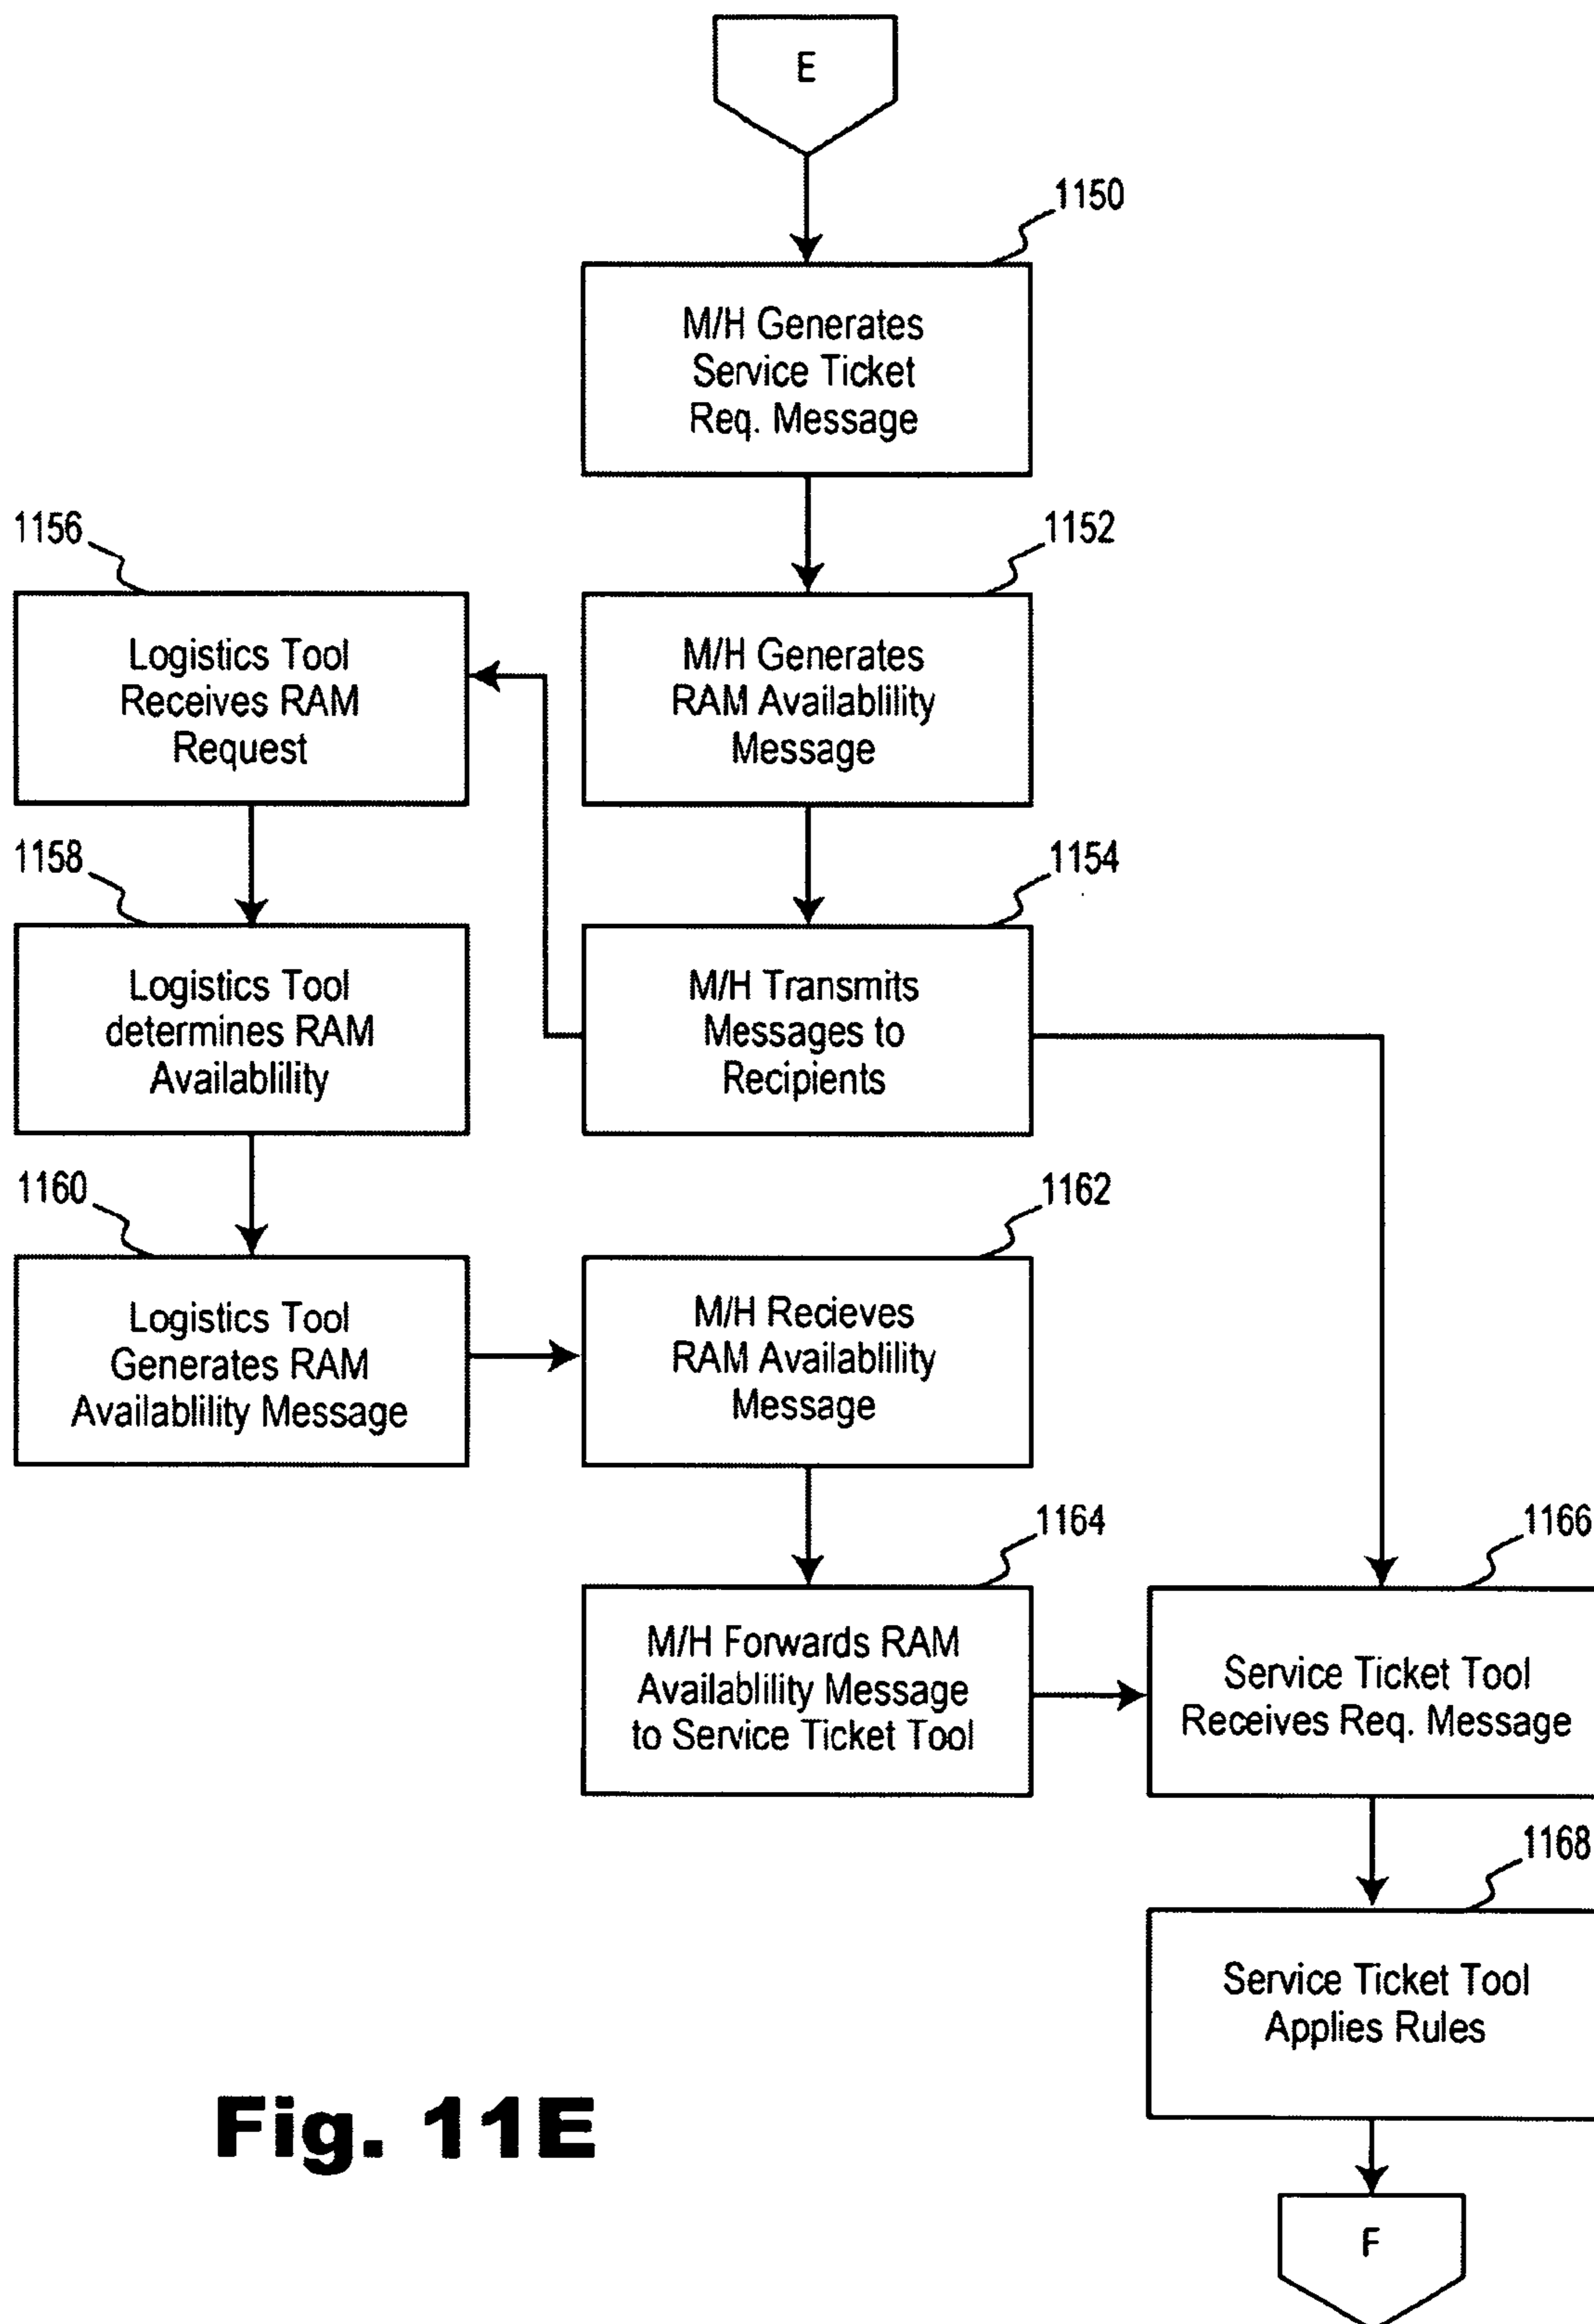 E
1150
M/H Generates
Service Ticket
Req. Message
1156
1152
Logistics Tool
Receives RAM
Request
M/H Generates
RAM Availablility
Message
1158
1154
Logistics Tool
determines RAM
Availablility
M/H Transmits
Messages to
Recipients
1160
1162
Logistics Tool
Generates RAM
Availablility Message
M/H Recieves
RAM Availablility
Message
1164
1166
M/H Forwards RAM
Availablility Message
to Service Ticket Tool
Service Ticket Tool
Receives Req. Message
1168
Service Ticket Tool
Applies Rules
Fig. 11E
F